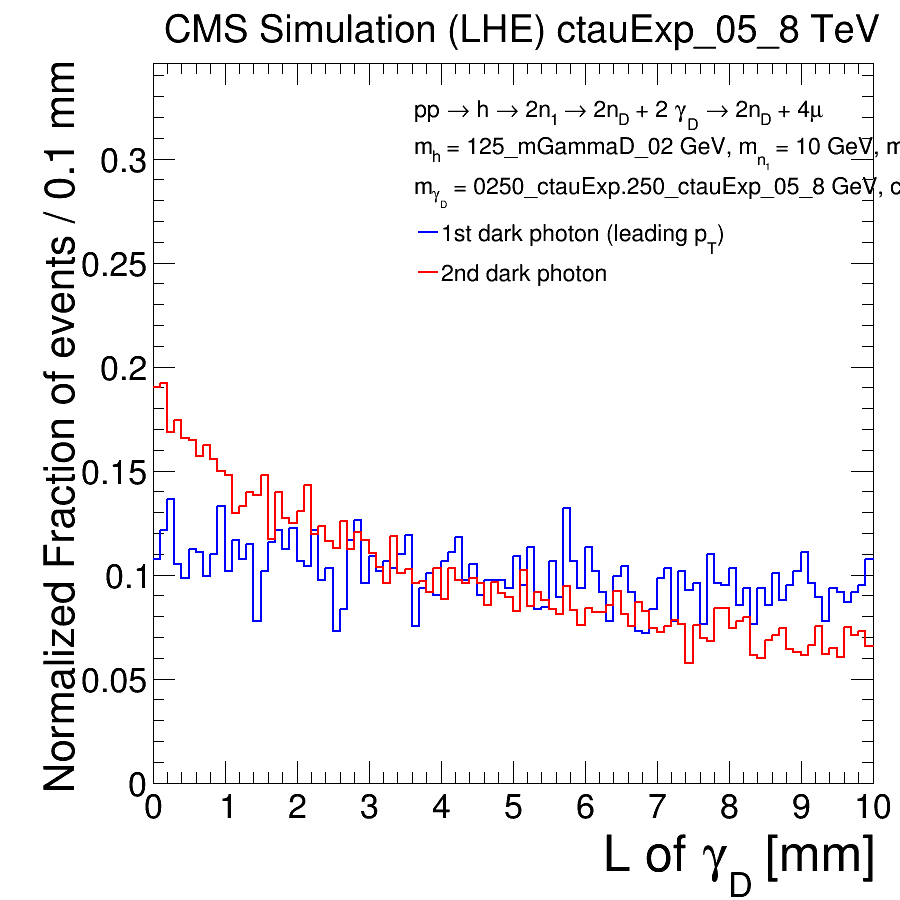 CMS Simulation (LHE) ctauExp_05_8 TeV
pp → h → 2n1 → 2nD + 2 γD → 2nD + 4μ
mh = 125_mGammaD_02 GeV, mn1 = 10 GeV, m
mγD = 0250_ctauExp.250_ctauExp_05_8 GeV, c
1st dark photon (leading pT)
2nd dark photon
Normalized Fraction of events / 0.1 mm
0.3
0.25
0.2
0.15
0.1
0.05
0
0 1 2 3 4 5 6 7 8 9 10
L of γD [mm]